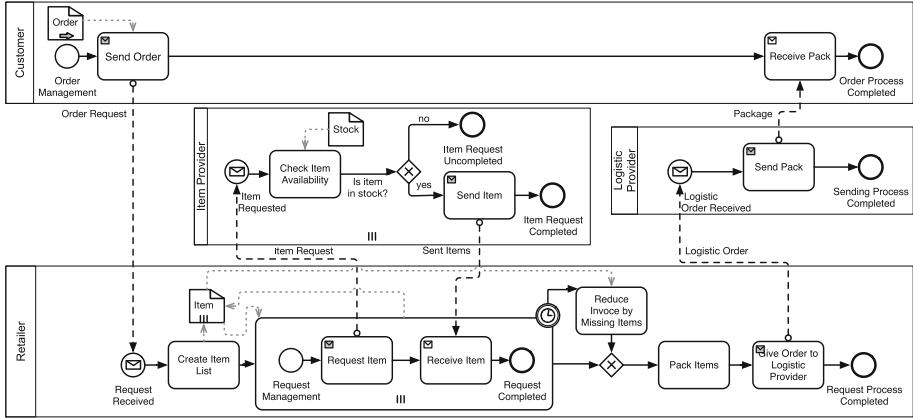 Customer
Order
Send Order
Order
Management
Receive Pack
Order Process
Completed
Order Request
Package
Item Provider
Stock
no
Item Request
Uncompleted
Check Item
Availability
Item
Requested
Is item
in stock?
yes
Send Item
Item Request
Completed
Logistic
Provider
Send Pack
Logistic
Order Received
Sending Process
Completed
Item Request
Sent Items
Logistic Order
Retailer
Item
Reduce
Invoce by
Missing Items
Create Item
List
Request
Received
Request Item
Receive Item
Request
Management
Request
Completed
Pack Items
Give Order to
Logistic
Provider
Request Process
Completed